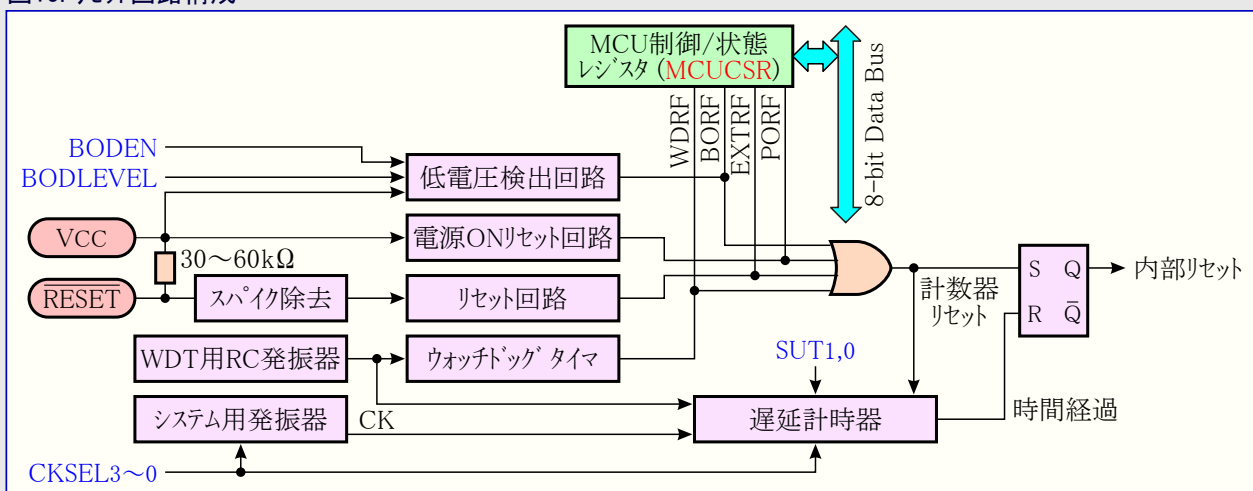 MCU制御/状態
レジスタ (MCUCSR)
WDRF
BORF
EXTRF
PORF
8-bit Data Bus
BODEN
BODLEVEL
低電圧検出回路
VCC
電源ONリセット回路
30～60kΩ
RESET
スパイク除去
リセット回路
S Q
R Q̅
内部リセット
計数器
リセット
WDT用RC発振器
ウォッチドッグ タイマ
SUT1,0
システム用発振器
CK
遅延計時器
時間経過
CKSEL3～0